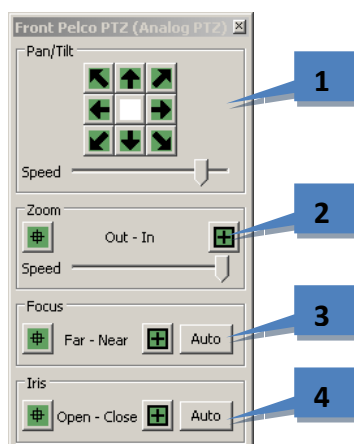 Front Pelco PTZ (Analog PTZ)
Pan/Tilt
1
Speed
Zoom
2
Out - In
Speed
Focus
3
Far - Near Auto
Iris
4
Open - Close Auto